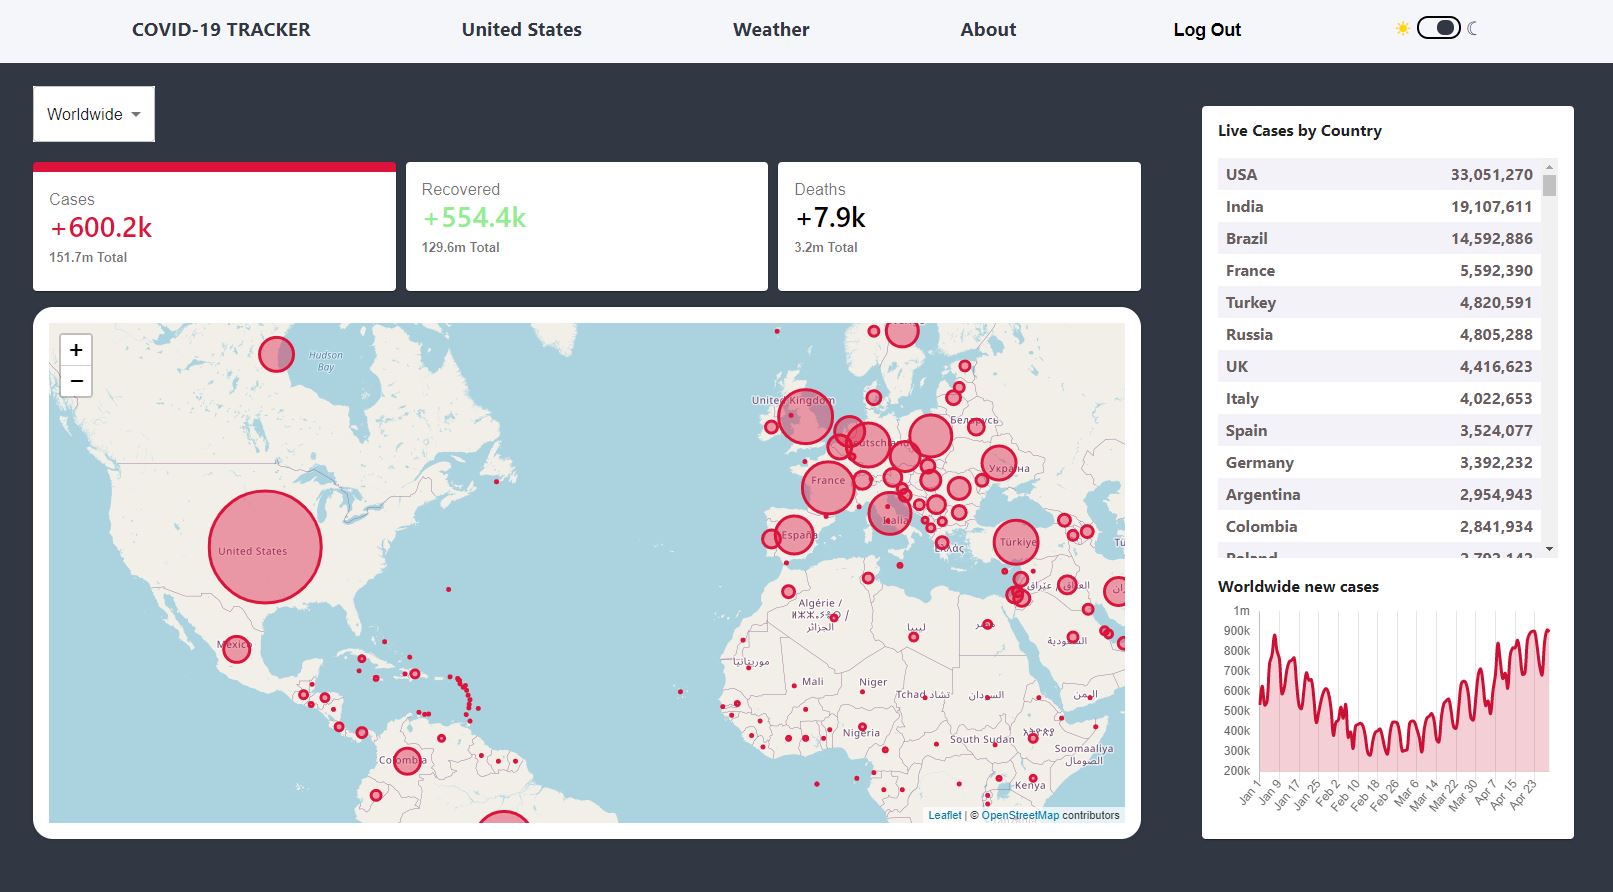 COVID-19 TRACKER
United States
Weather
About
Log Out
Worldwide
Cases
+600.2k
151.7m Total
Recovered
+554.4k
129.6m Total
Deaths
+7.9k
3.2m Total
+
−
Hudson
Bay
United Kingdom
Беларусь
Україна
France
Italia
España
Türkiye
Ελλάς
United States
Mexico
Algérie /
الجزائر
ليبيا
موريتانيا
Mali
Niger
Tchad تشاد
السودان
اليمن
Nigeria
South Sudan
Soomaaliya
الصومال
Kenya
Colombia
Leaflet | © OpenStreetMap contributors
Live Cases by Country
USA 33,051,270
India 19,107,611
Brazil 14,592,886
France 5,592,390
Turkey 4,820,591
Russia 4,805,288
UK 4,416,623
Italy 4,022,653
Spain 3,524,077
Germany 3,392,232
Argentina 2,954,943
Colombia 2,841,934
Poland
Worldwide new cases
1m
900k
800k
700k
600k
500k
400k
300k
200k
Jan 1
Jan 9
Jan 17
Jan 25
Feb 2
Feb 10
Feb 18
Feb 26
Mar 6
Mar 14
Mar 22
Mar 30
Apr 7
Apr 15
Apr 23